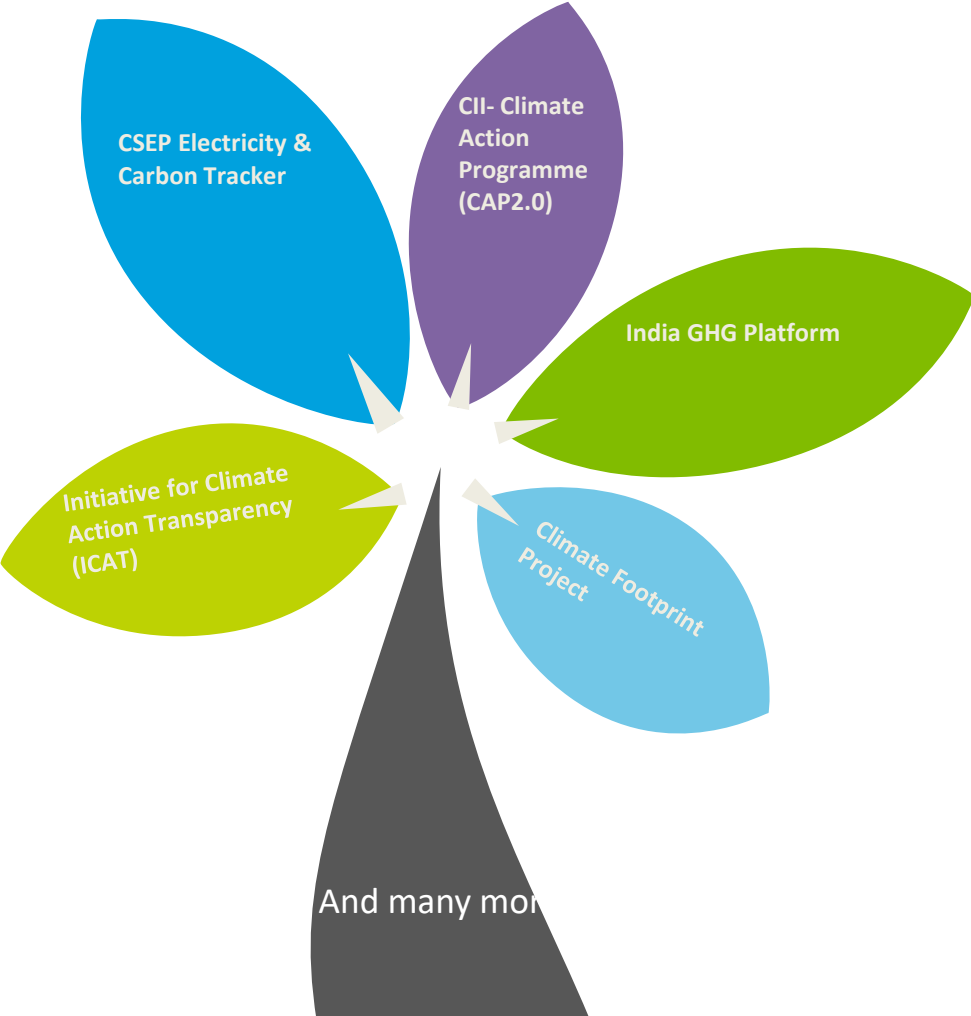 CSEP Electricity &
Carbon Tracker
CII- Climate
Action
Programme
(CAP2.0)
India GHG Platform
Initiative for Climate
Action Transparency
(ICAT)
Climate Footprint
Project
And many mor